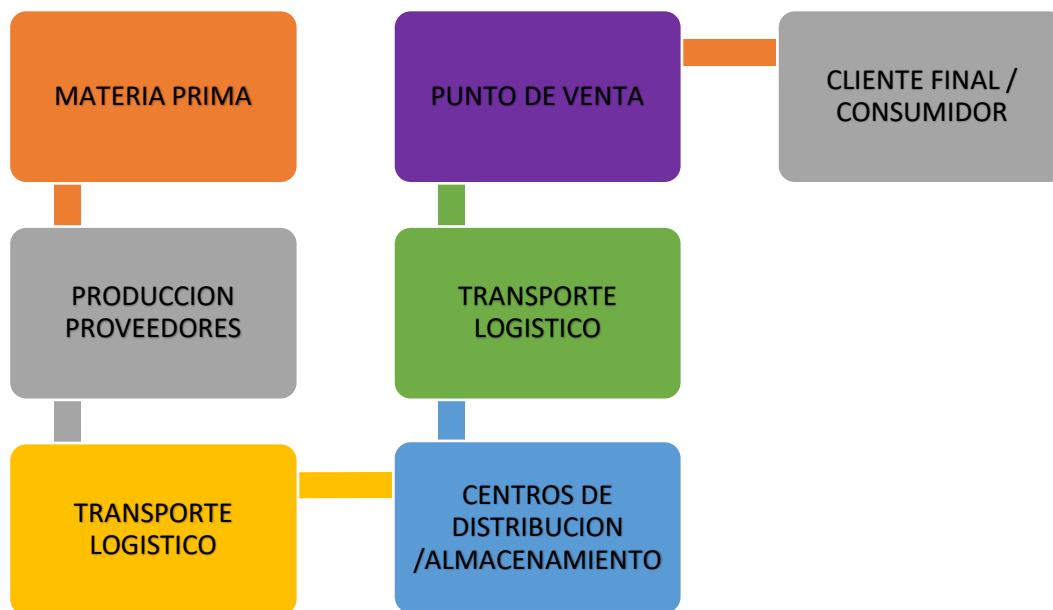 MATERIA PRIMA
PRODUCCION
PROVEEDORES
TRANSPORTE
LOGISTICO
CENTROS DE
DISTRIBUCION
/ALMACENAMIENTO
TRANSPORTE
LOGISTICO
PUNTO DE VENTA
CLIENTE FINAL /
CONSUMIDOR